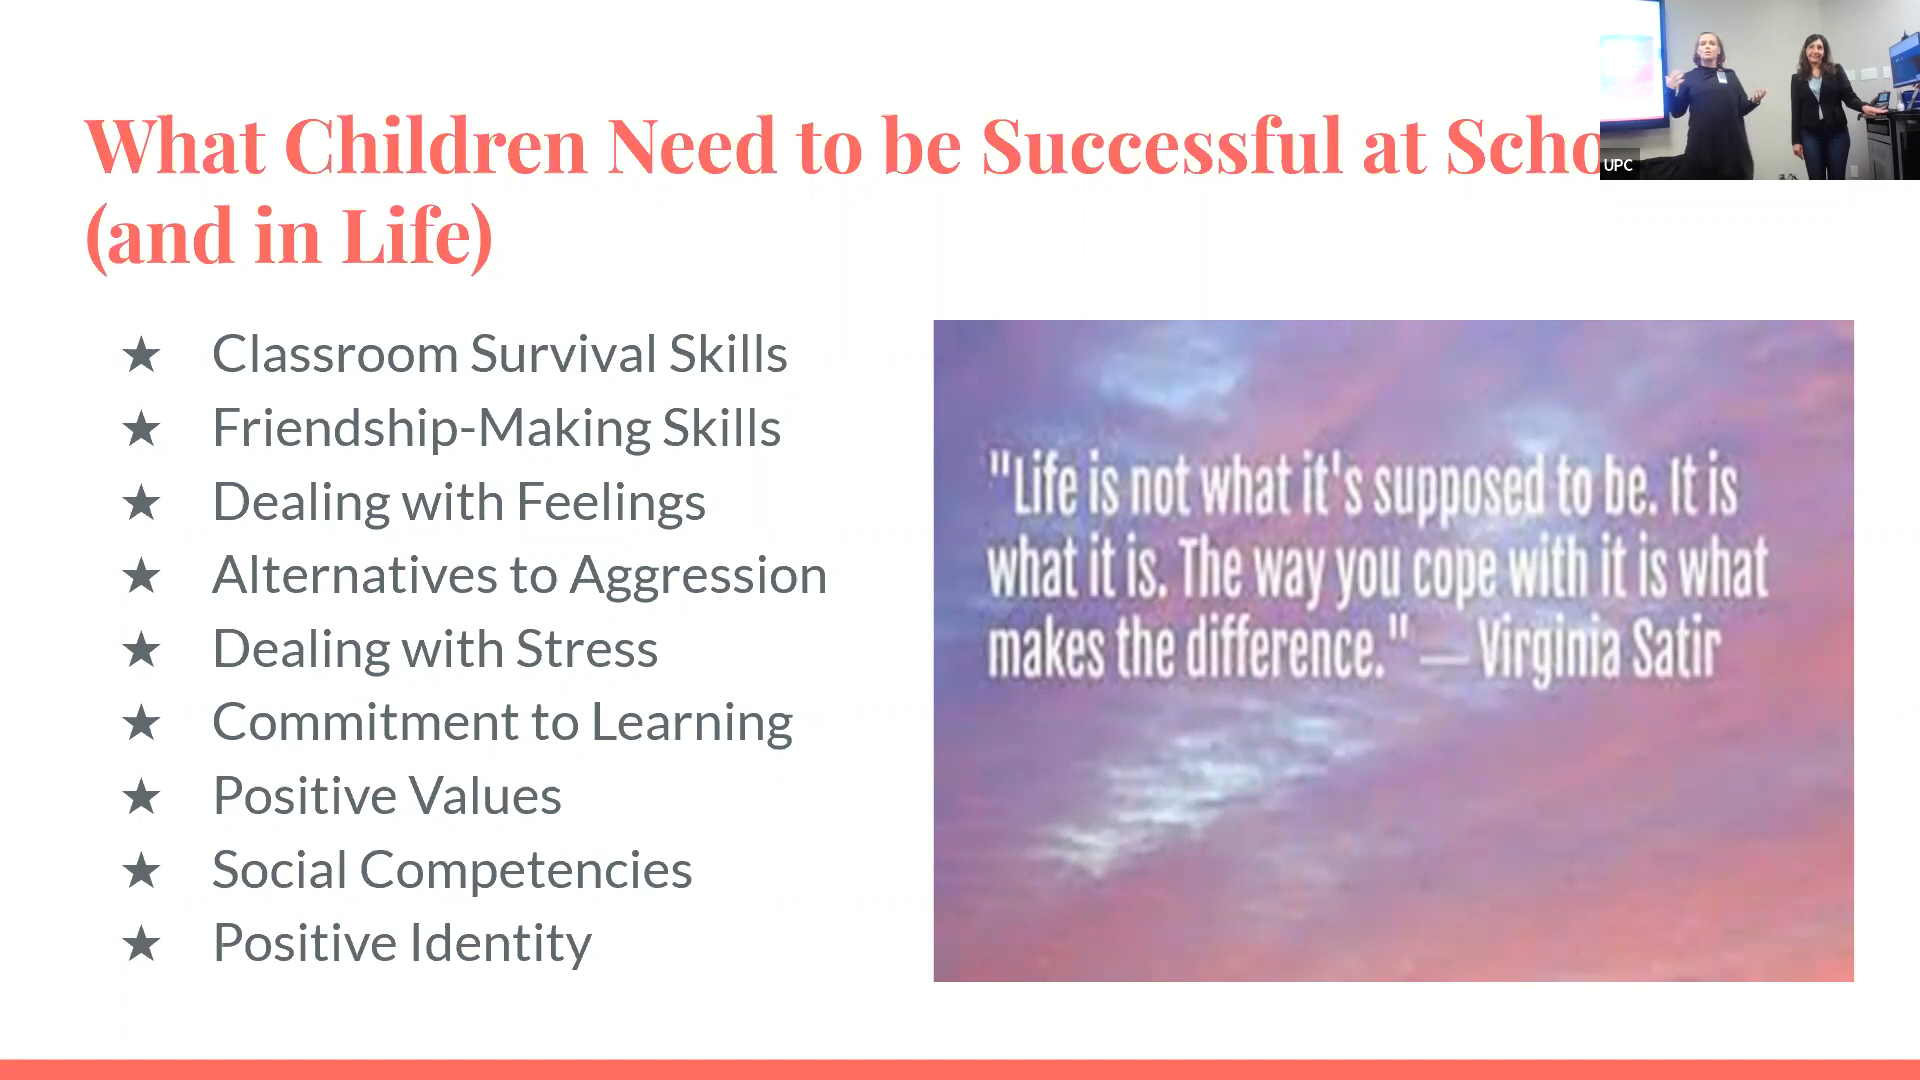 What Children Need to be Successful at Scho
(and in Life)
★ Classroom Survival Skills
★ Friendship-Making Skills
★ Dealing with Feelings
★ Alternatives to Aggression
★ Dealing with Stress
★ Commitment to Learning
★ Positive Values
★ Social Competencies
★ Positive Identity
"Life is not what it's supposed to be. It is
what it is. The way you cope with it is what
makes the difference." — Virginia Satir
UPC